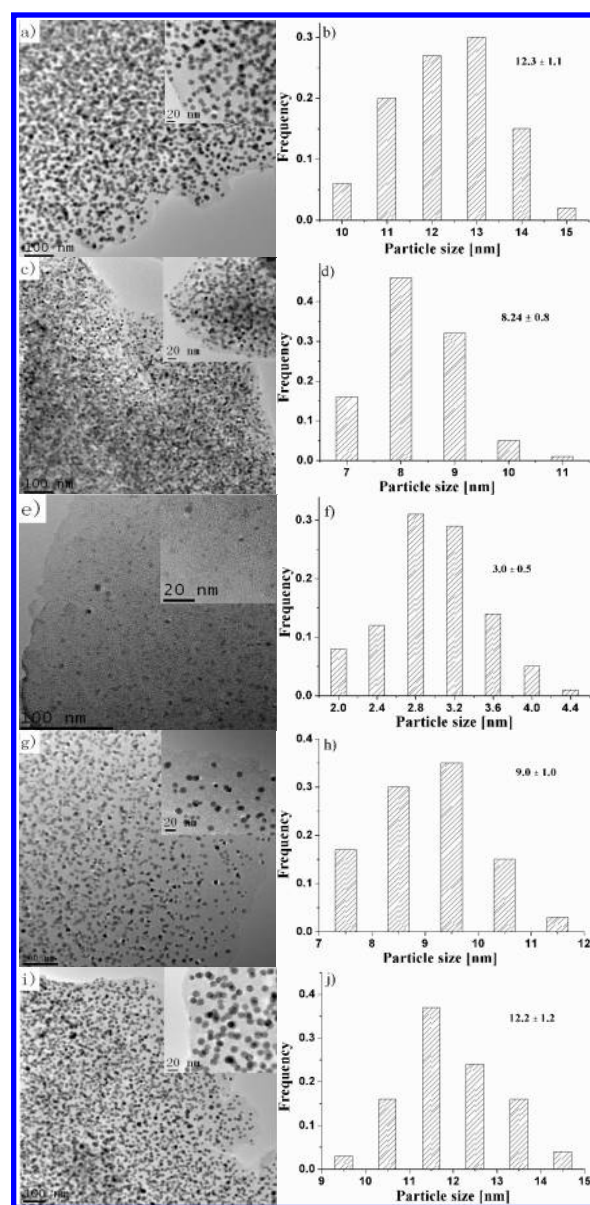 a)
20 nm
100 nm
b)
Frequency
0.3
0.2
0.1
0.0
12.3 ± 1.1
10 11 12 13 14 15
Particle size [nm]
c)
20 nm
100 nm
d)
Frequency
0.4
0.3
0.2
0.1
0.0
8.24 ± 0.8
7 8 9 10 11
Particle size [nm]
e)
20 nm
100 nm
f)
Frequency
0.3
0.2
0.1
0.0
3.0 ± 0.5
2.0 2.4 2.8 3.2 3.6 4.0 4.4
Particle size [nm]
g)
20 nm
h)
Frequency
0.4
0.3
0.2
0.1
0.0
9.0 ± 1.0
7 8 9 10 11 12
Particle size [nm]
i)
20 nm
100 nm
j)
Frequency
0.4
0.2
0.0
12.2 ± 1.2
9 10 11 12 13 14 15
Particle size [nm]